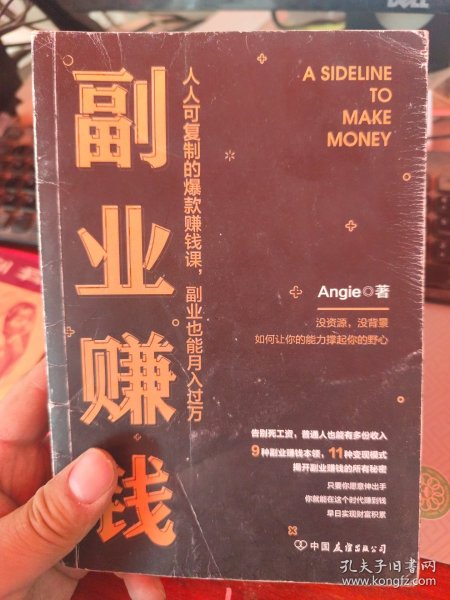 副业赚钱
人人可复制的爆款赚钱课，副业也能月入过万
A SIDELINE
TO
MAKE
MONEY
Angie◎著
没资源，没背景
如何让你的能力撑起你的野心
告别死工资，普通人也能有多份收入
9种副业赚钱本领，11种变现模式
揭开副业赚钱的所有秘密
只要你愿意伸出手
你就能在这个时代赚到钱
早日实现财富积累
中国友谊出版公司
DELL
孔夫子旧书网
www.kongfz.com